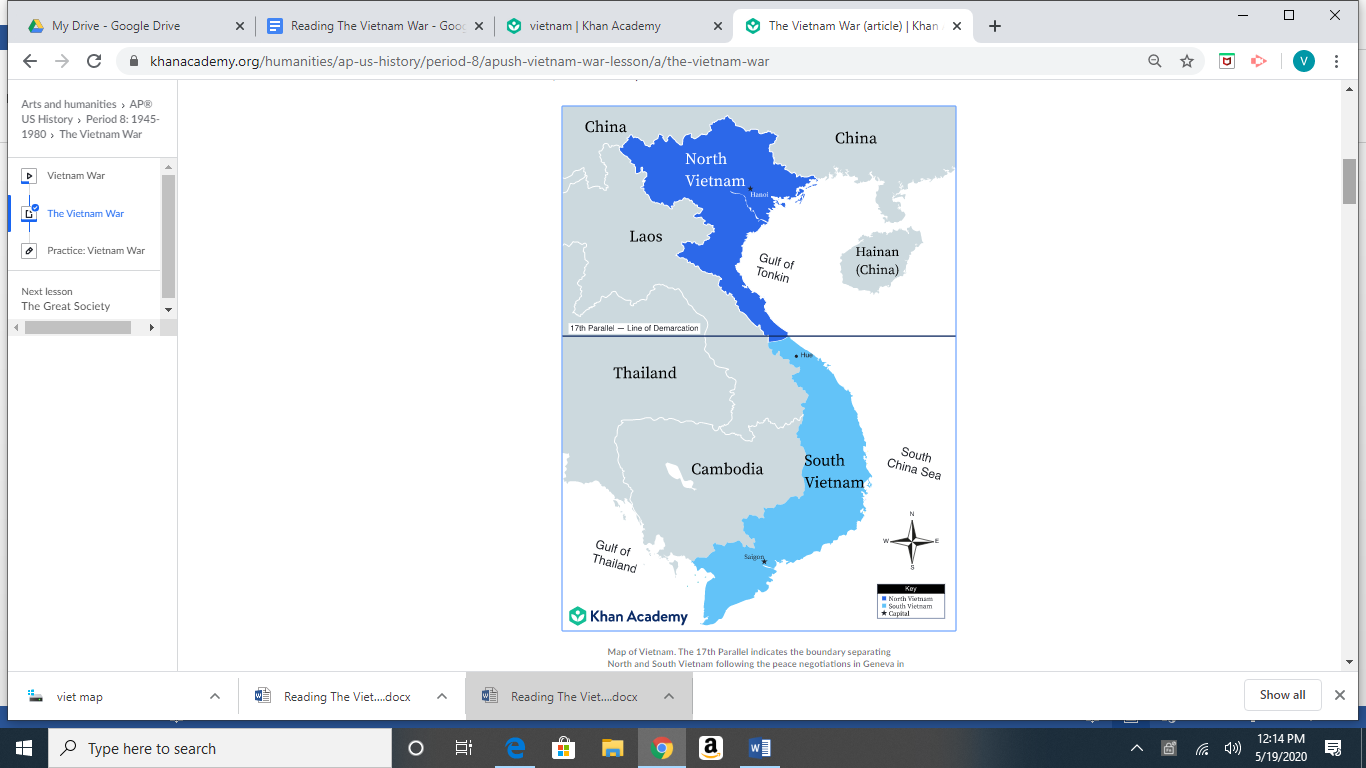 My Drive - Google Drive
Reading The Vietnam War - Goog
vietnam | Khan Academy
The Vietnam War (article) | Khan
khanacademy.org/humanities/ap-us-history/period-8/apush-vietnam-war-lesson/a/the-vietnam-war
V
Arts and humanities › AP®
US History › Period 8: 1945-
1980 › The Vietnam War
Vietnam War
The Vietnam War
Practice: Vietnam War
Next lesson
The Great Society
China
China
North
Vietnam
Hanoi
Laos
Gulf of
Tonkin
Hainan
(China)
17th Parallel — Line of Demarcation
Hue
Thailand
South
China Sea
Cambodia
South
Vietnam
N
W
E
S
Gulf of
Thailand
Saigon
Key
North Vietnam
South Vietnam
★ Capital
Khan Academy
Map of Vietnam. The 17th Parallel indicates the boundary separating
North and South Vietnam following the peace negotiations in Geneva in
viet map
Reading The Viet....docx
Reading The Viet....docx
Show all
Type here to search
a
12:14 PM
5/19/2020